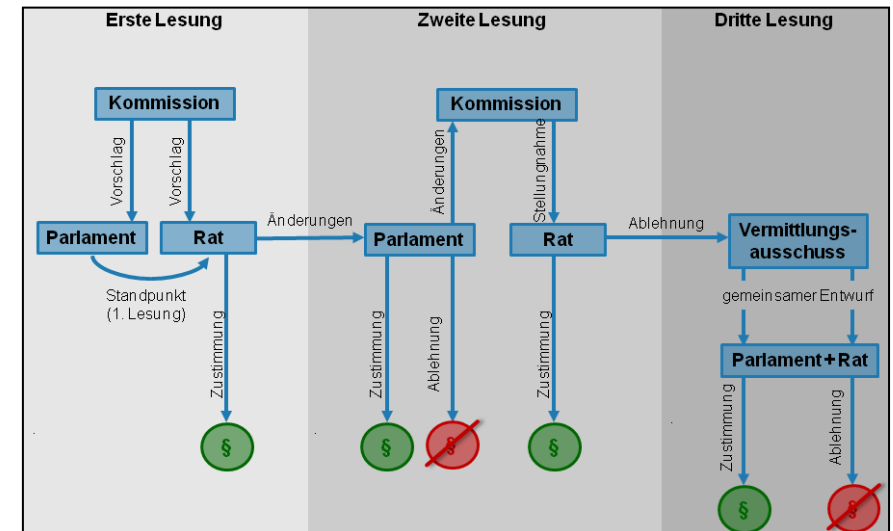 Erste Lesung
Zweite Lesung
Dritte Lesung
Kommission
Vorschlag
Vorschlag
Parlament
Rat
Standpunkt
(1. Lesung)
Zustimmung
§
Änderungen
Kommission
Änderungen
Stellungnahme
Parlament
Rat
Zustimmung
Ablehnung
Zustimmung
§
§
§
Ablehnung
Vermittlungs-
ausschuss
gemeinsamer Entwurf
Parlament + Rat
Zustimmung
Ablehnung
§
§